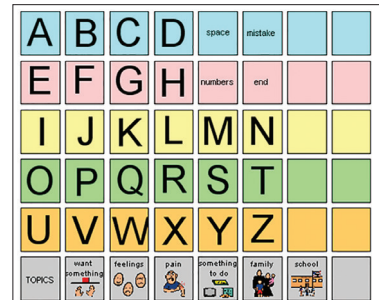 A B C D space mistake
E F G H numbers end
I J K L M N
O P Q R S T
U V W X Y Z
TOPICS want something feelings pain something to do family school